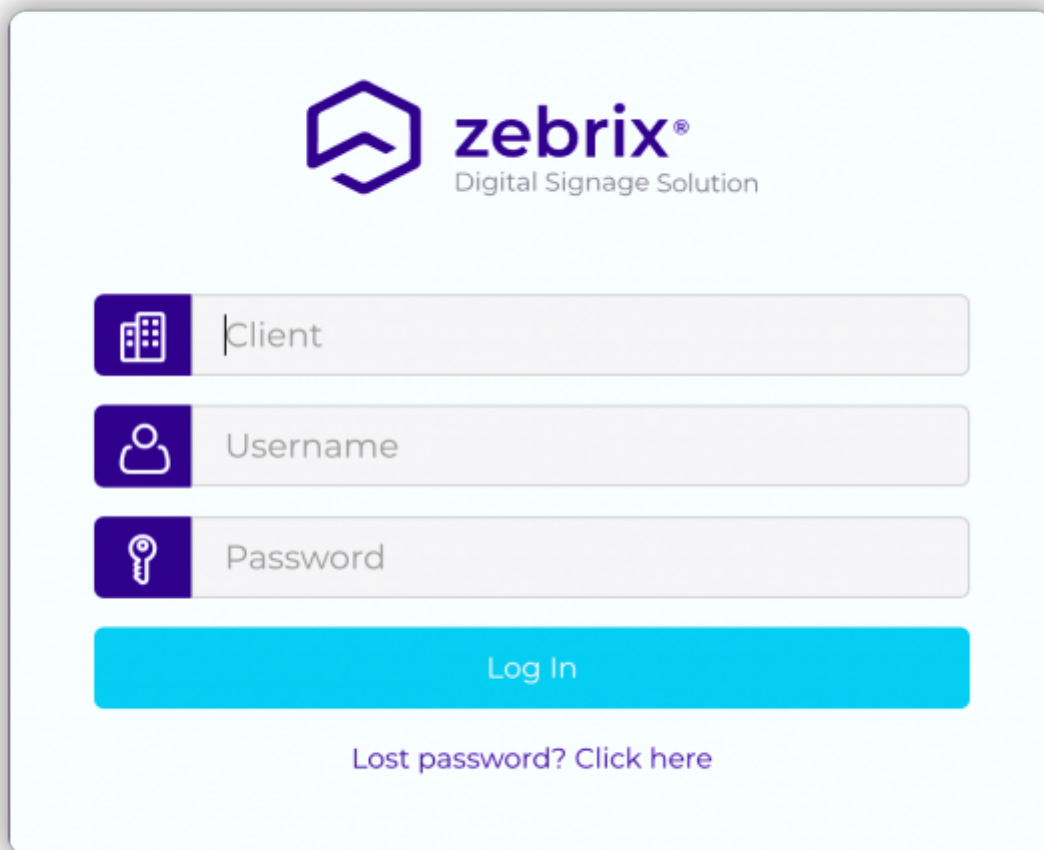 zebrix®
Digital Signage Solution
Client
Username
Password
Log In
Lost password? Click here